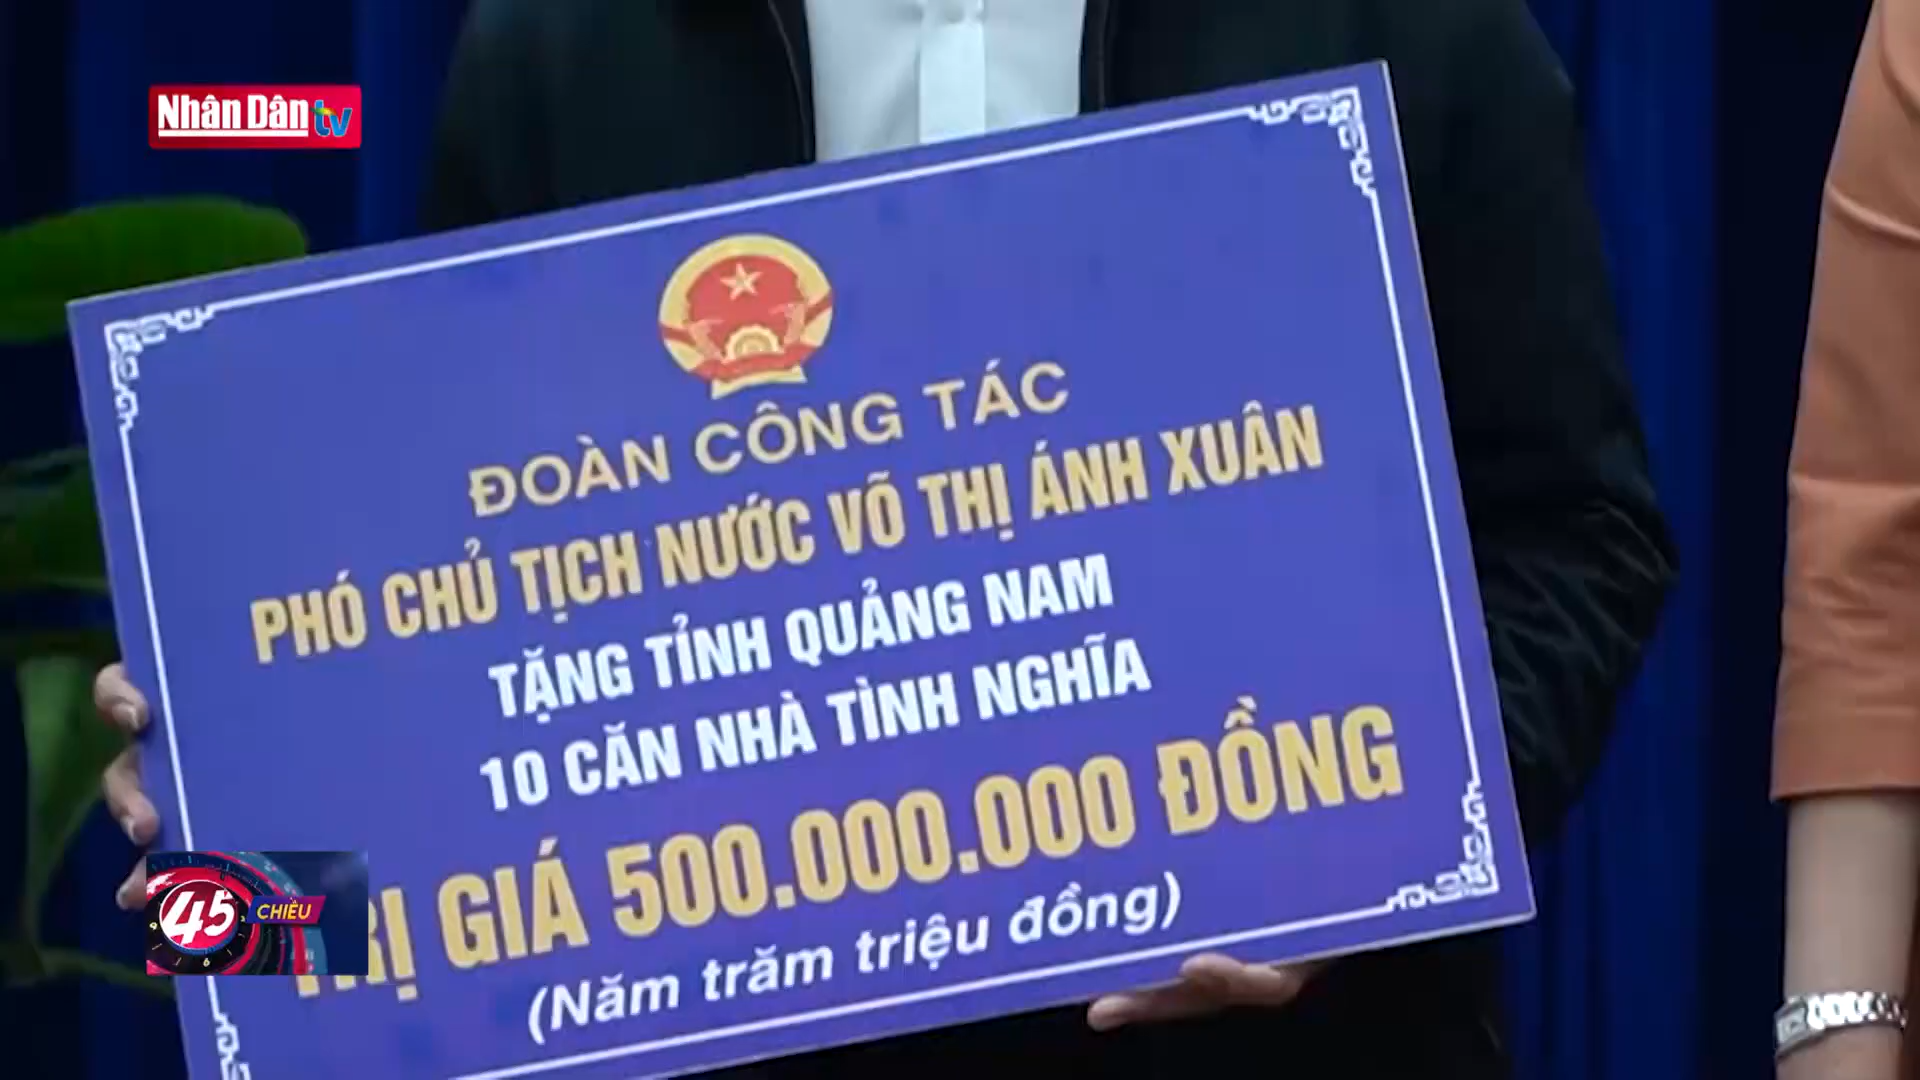 Nhân Dân tv
ĐOÀN CÔNG TÁC
PHÓ CHỦ TỊCH NƯỚC VÕ THỊ ÁNH XUÂN
TẶNG TỈNH QUẢNG NAM
10 CĂN NHÀ TÌNH NGHĨA
TRỊ GIÁ 500.000.000 ĐỒNG
(Năm trăm triệu đồng)
45 CHIỀU